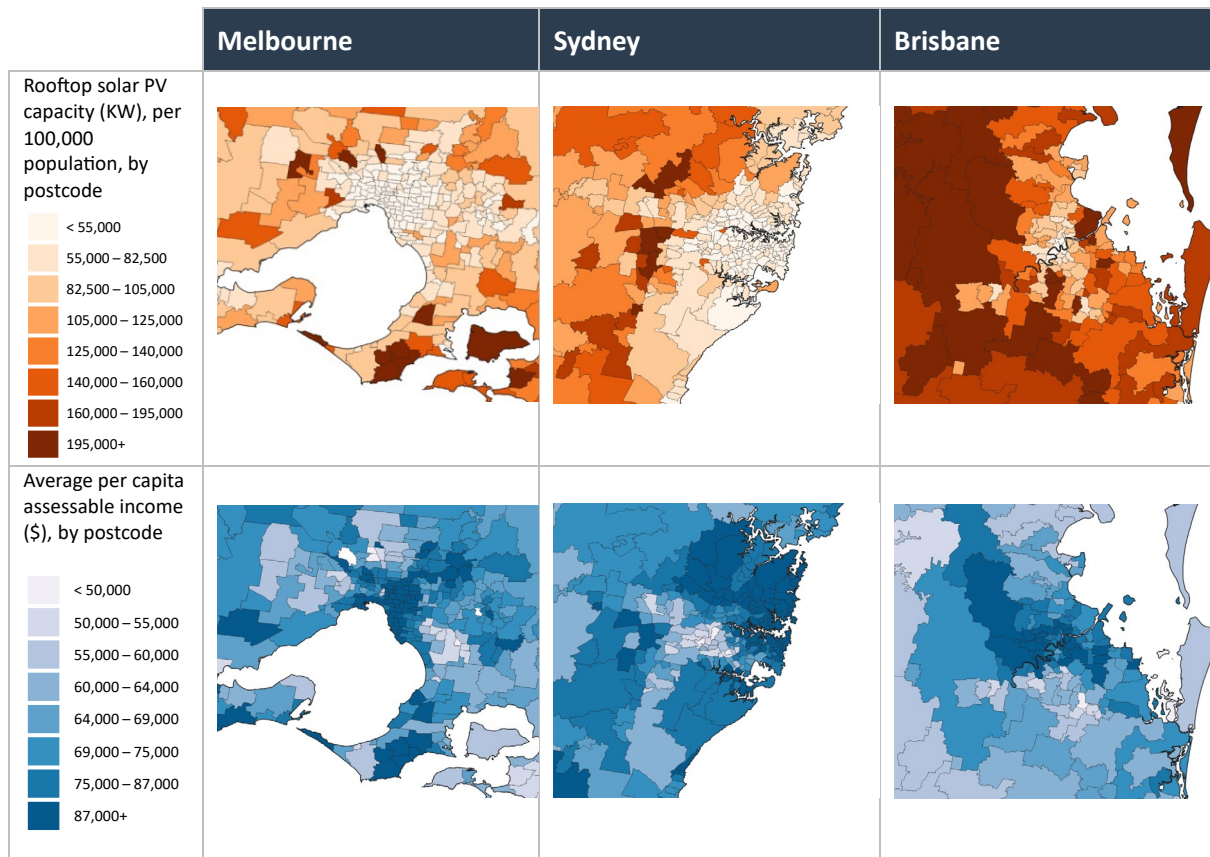 Melbourne
Sydney
Brisbane
Rooftop solar PV
capacity (KW), per
100,000
population, by
postcode
< 55,000
55,000 – 82,500
82,500 – 105,000
105,000 – 125,000
125,000 – 140,000
140,000 – 160,000
160,000 – 195,000
195,000+
Average per capita
assessable income
($), by postcode
< 50,000
50,000 – 55,000
55,000 – 60,000
60,000 – 64,000
64,000 – 69,000
69,000 – 75,000
75,000 – 87,000
87,000+